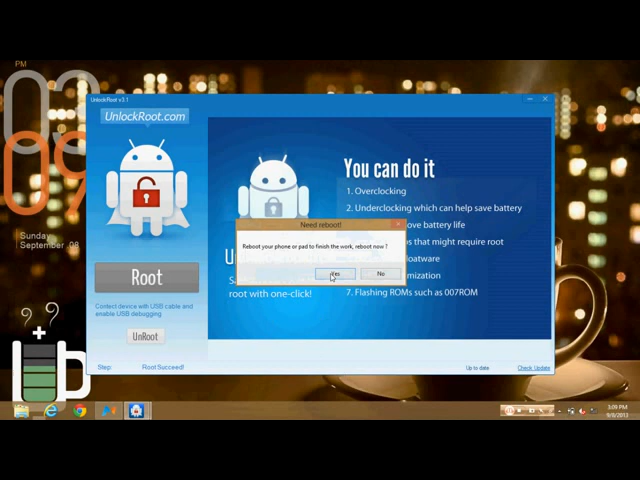 PM
03
09
Sunday
September .08
UnlockRoot v3.1
UnlockRoot.com
Root
Contect device with USB cable and
enable USB debugging
UnRoot
Step:
Root Succeed!
You can do it
1. Overclocking
2. Underclocking which can help save battery
ove battery life
s that might require root
loatware
mization
7. Flashing ROMs such as 007ROM
root with one-click!
Need reboot!
Reboot your phone or pad to finish the work, reboot now ?
Yes
No
Up to date
Check Update
3:09 PM
9/8/2013